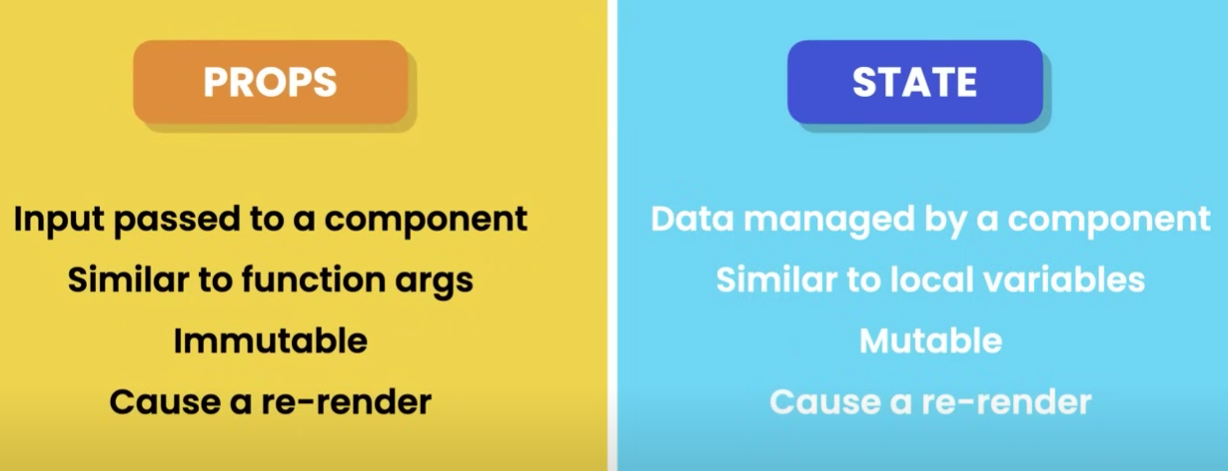 PROPS
Input passed to a component
Similar to function args
Immutable
Cause a re-render
STATE
Data managed by a component
Similar to local variables
Mutable
Cause a re-render